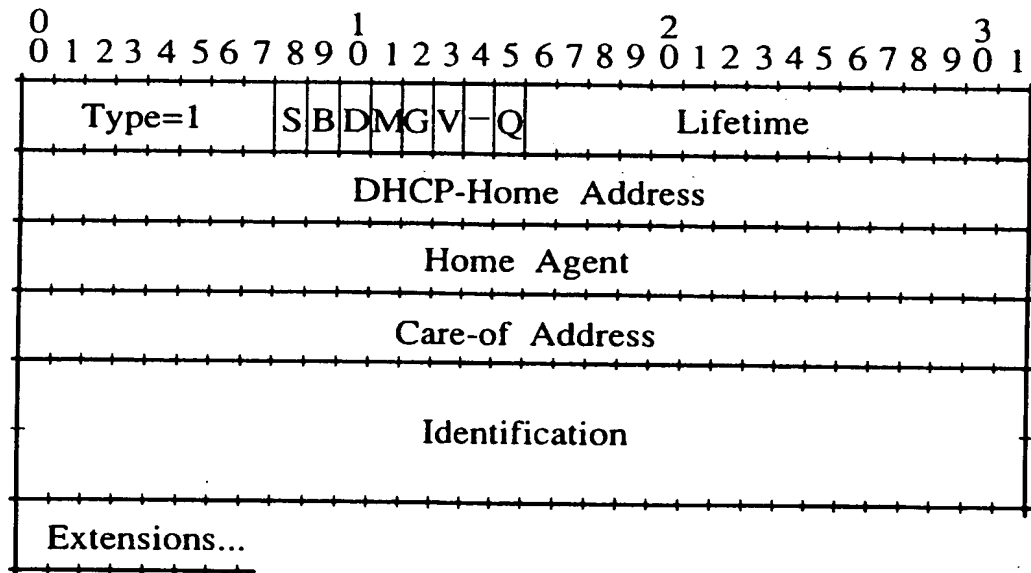 0 1 2 3
0 1 2 3 4 5 6 7 8 9 0 1 2 3 4 5 6 7 8 9 0 1 2 3 4 5 6 7 8 9 0 1
Type=1 S B D M G V – Q Lifetime
DHCP-Home Address
Home Agent
Care-of Address
Identification
Extensions...